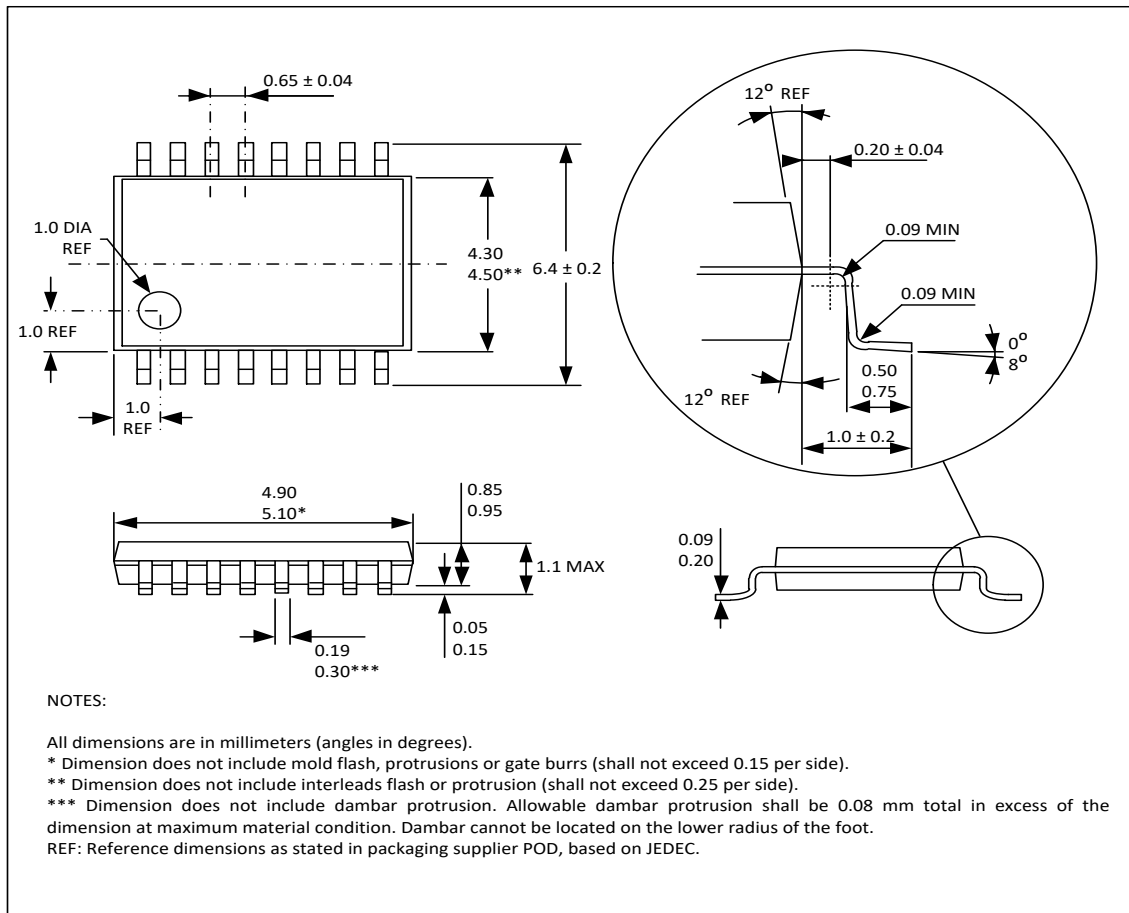 0.65 ± 0.04
12° REF
0.20 ± 0.04
1.0 DIA
REF
0.09 MIN
4.30
4.50**
6.4 ± 0.2
0.09 MIN
1.0 REF
0°
8°
0.50
0.75
12° REF
1.0
REF
1.0 ± 0.2
4.90
5.10*
0.85
0.95
1.1 MAX
0.09
0.20
0.05
0.15
0.19
0.30***
NOTES:
All dimensions are in millimeters (angles in degrees).
* Dimension does not include mold flash, protrusions or gate burrs (shall not exceed 0.15 per side).
** Dimension does not include interleads flash or protrusion (shall not exceed 0.25 per side).
*** Dimension does not include dambar protrusion. Allowable dambar protrusion shall be 0.08 mm total in excess of the
dimension at maximum material condition. Dambar cannot be located on the lower radius of the foot.
REF: Reference dimensions as stated in packaging supplier POD, based on JEDEC.